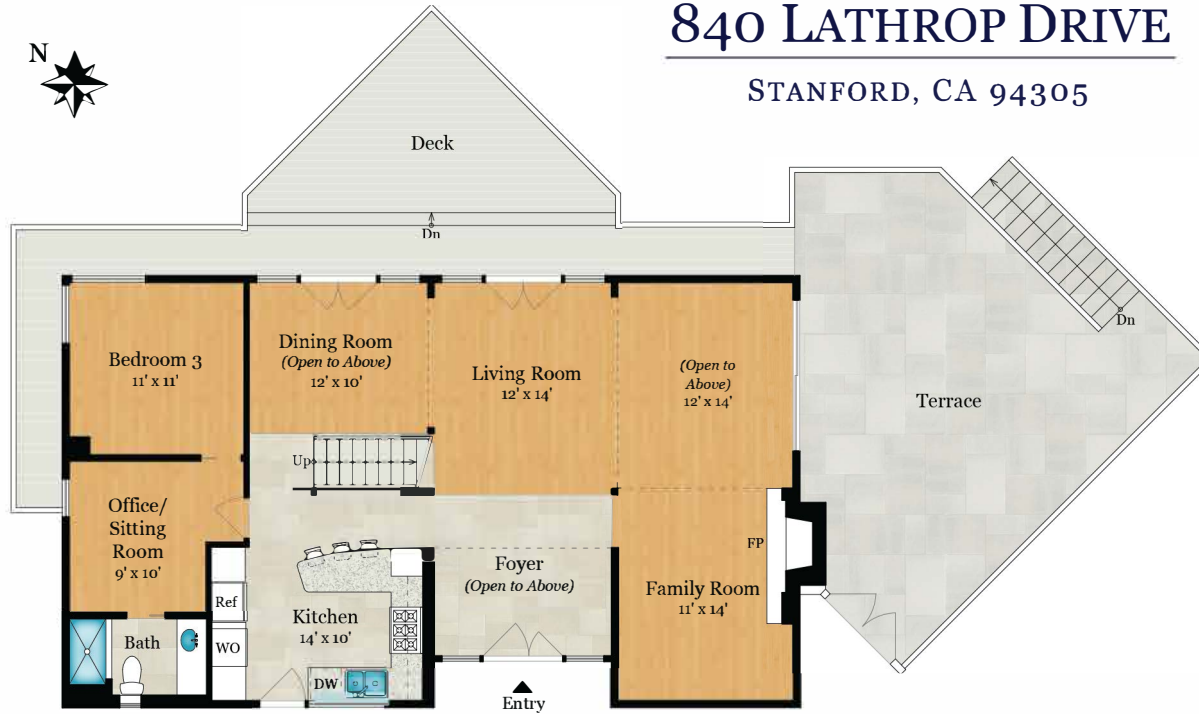 840 LATHROP DRIVE
STANFORD, CA 94305
N
Deck
Dn
Dn
Bedroom 3
11' x 11'
Dining Room
(Open to Above)
12' x 10'
Living Room
12' x 14'
(Open to
Above)
12' x 14'
Terrace
Up
Office/
Sitting
Room
9' x 10'
FP
Foyer
(Open to Above)
Family Room
11' x 14'
Ref
Kitchen
14' x 10'
WO
Bath
DW
Entry